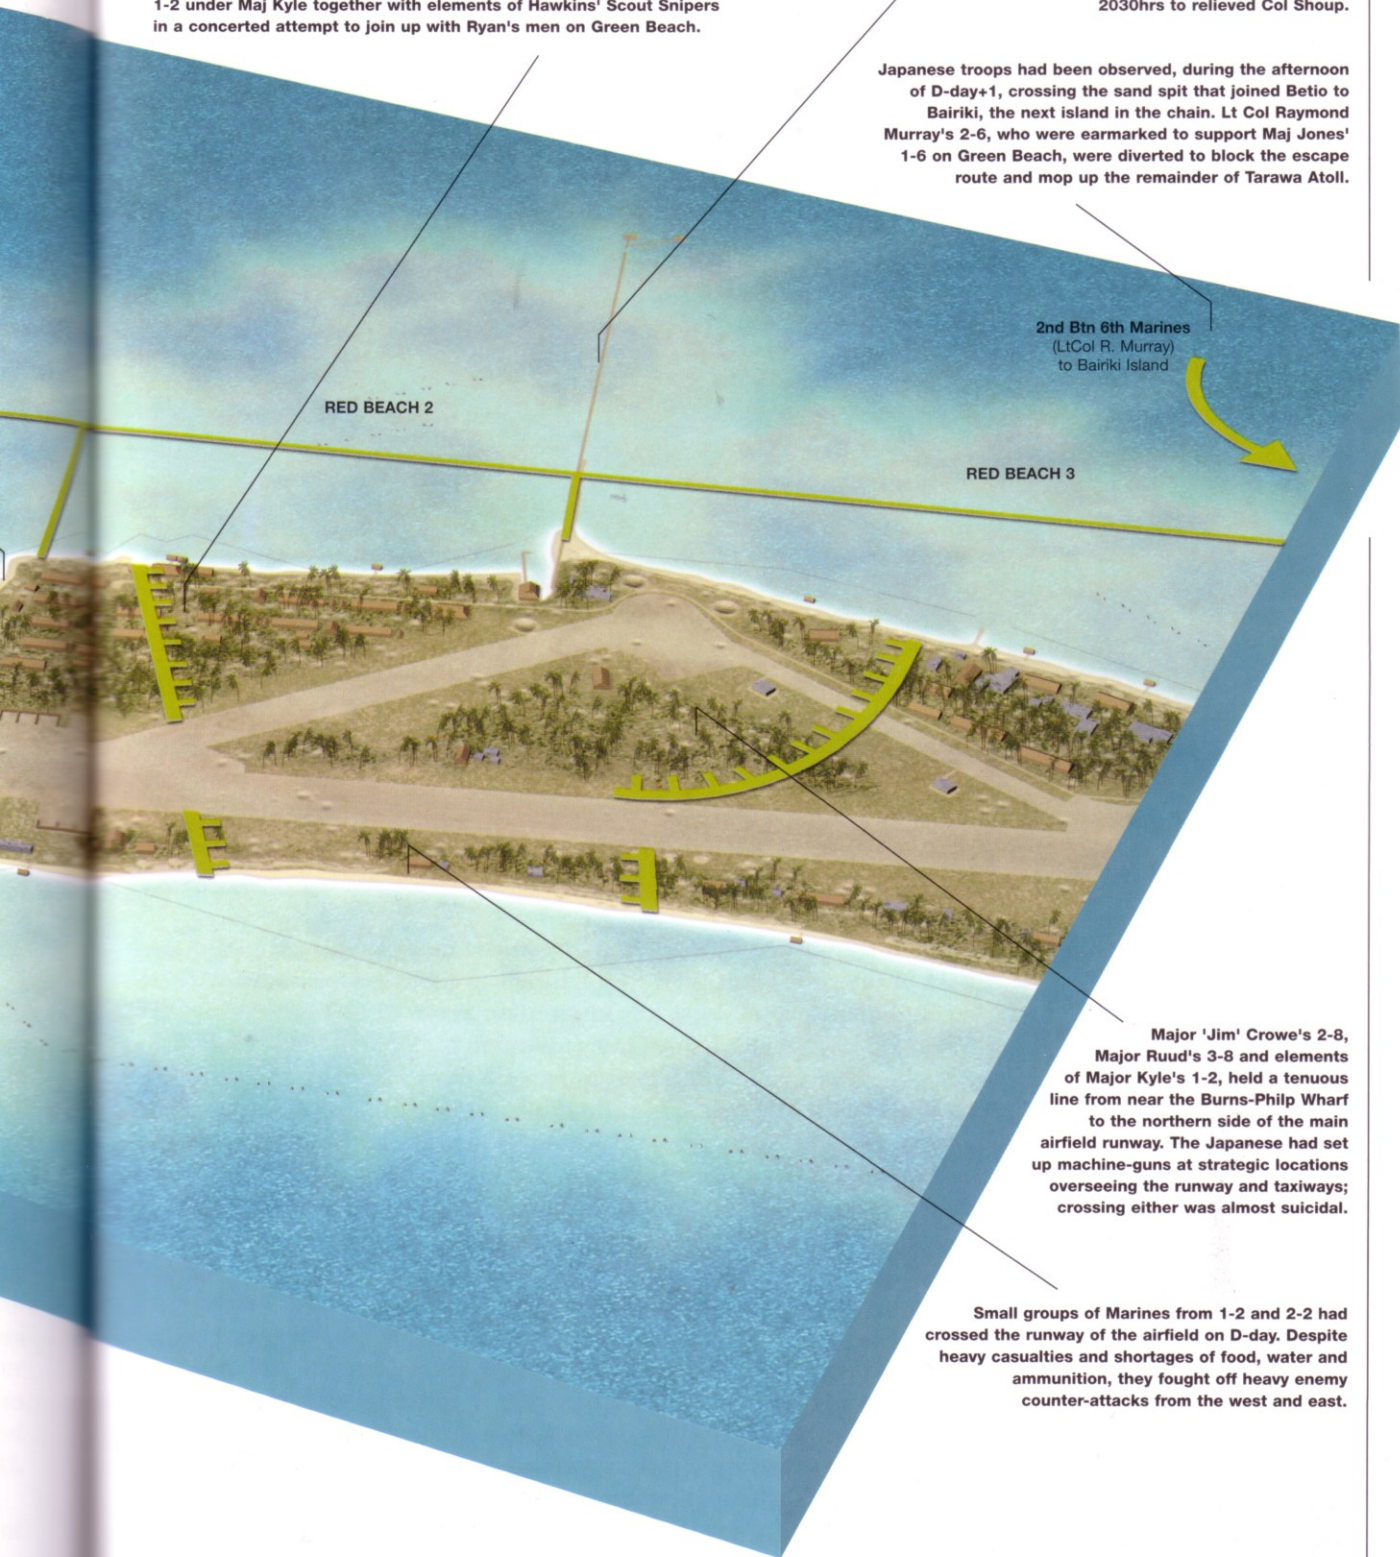 1-2 under Maj Kyle together with elements of Hawkins' Scout Snipers
in a concerted attempt to join up with Ryan's men on Green Beach.
2030hrs to relieved Col Shoup.
Japanese troops had been observed, during the afternoon
of D-day+1, crossing the sand spit that joined Betio to
Bairiki, the next island in the chain. Lt Col Raymond
Murray's 2-6, who were earmarked to support Maj Jones'
1-6 on Green Beach, were diverted to block the escape
route and mop up the remainder of Tarawa Atoll.
2nd Btn 6th Marines
(LtCol R. Murray)
to Bairiki Island
RED BEACH 2
RED BEACH 3
Major 'Jim' Crowe's 2-8,
Major Ruud's 3-8 and elements
of Major Kyle's 1-2, held a tenuous
line from near the Burns-Philp Wharf
to the northern side of the main
airfield runway. The Japanese had set
up machine-guns at strategic locations
overseeing the runway and taxiways;
crossing either was almost suicidal.
Small groups of Marines from 1-2 and 2-2 had
crossed the runway of the airfield on D-day. Despite
heavy casualties and shortages of food, water and
ammunition, they fought off heavy enemy
counter-attacks from the west and east.